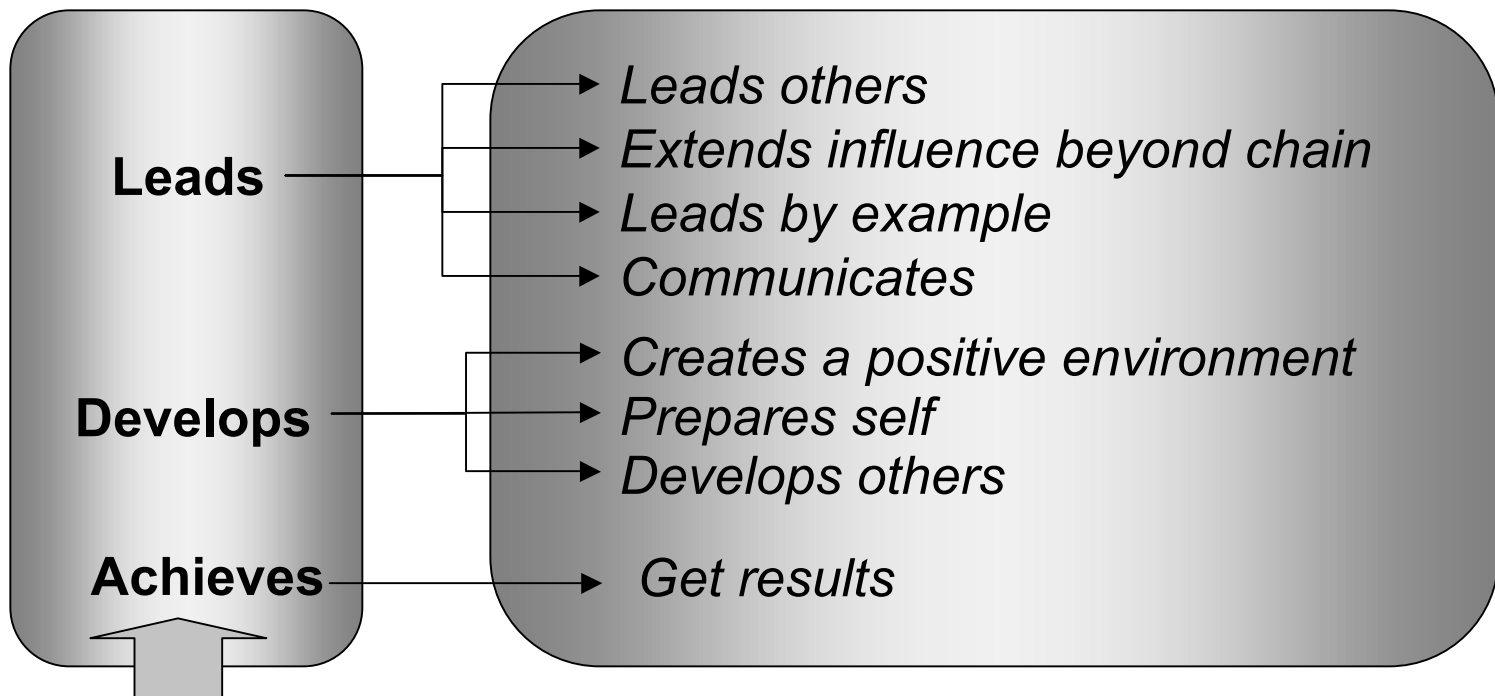 Leads
Leads others
Extends influence beyond chain
Leads by example
Communicates
Develops
Creates a positive environment
Prepares self
Develops others
Achieves
Get results